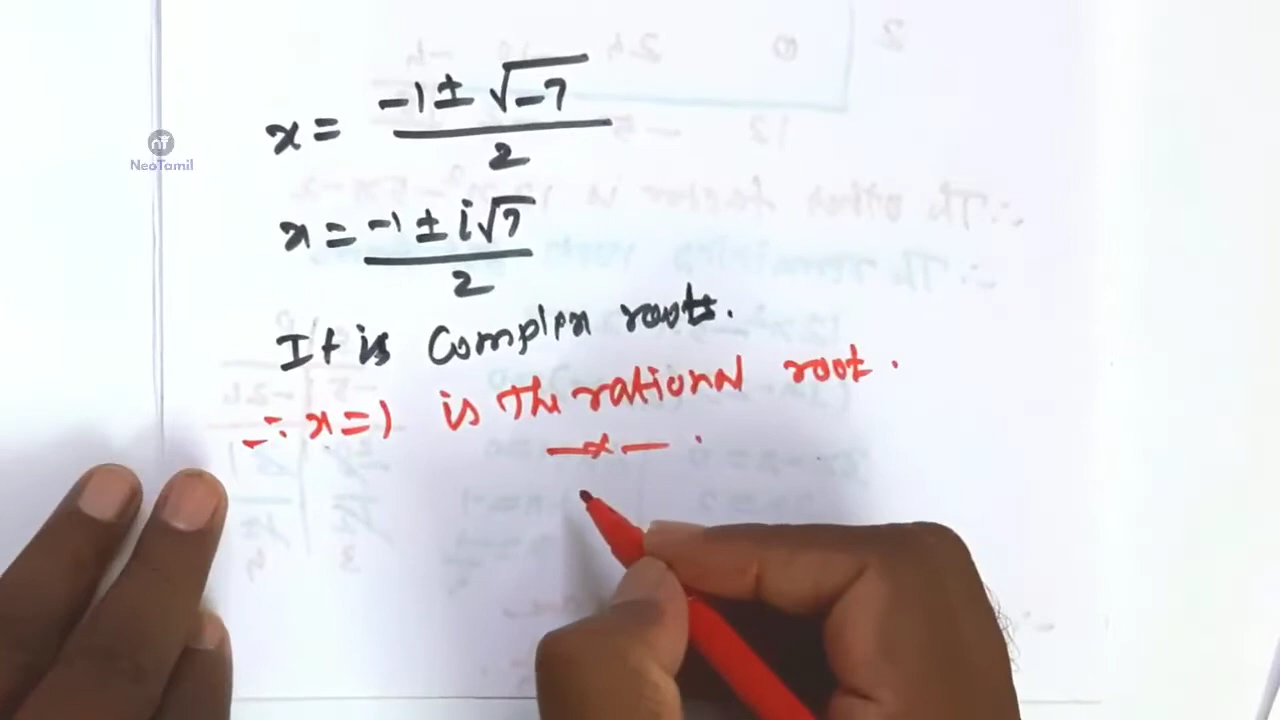 x = (-1 ± √-7) / 2
NeoTamil
x = (-1 ± i√7) / 2
It is Complex roots.
∴ x = 1 is the rational root.